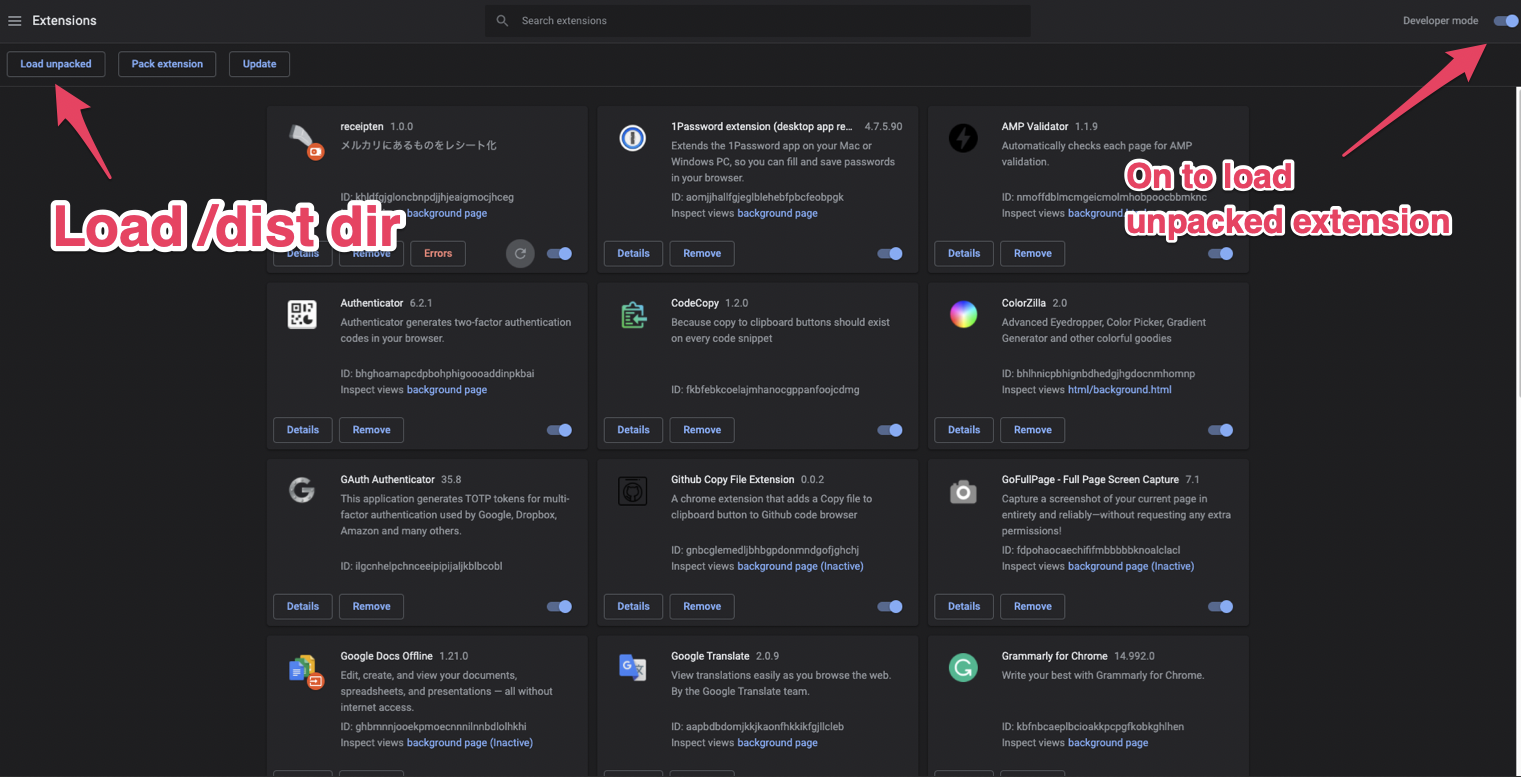 Extensions
Search extensions
Developer mode
Load unpacked
Pack extension
Update
receipten 1.0.0
メルカリにあるものをレシート化
background page
Details
Remove
Errors
Load /dist dir
1Password extension (desktop app re... 4.7.5.90
Extends the 1Password app on your Mac or
Windows PC, so you can fill and save passwords
in your browser.
ID: aomjjhallfgjeglblehebfpbcfeobpgk
Inspect views background page
Details
Remove
AMP Validator 1.1.9
Automatically checks each page for AMP
validation.
ID: nmoffdblmcmgeicmolmhobpoocbbmknc
Inspect views background
Details
Remove
On to load
unpacked extension
Authenticator 6.2.1
Authenticator generates two-factor authentication
codes in your browser.
ID: bhghoamapcdpbohphigoooaddinpkbai
Inspect views background page
Details
Remove
CodeCopy 1.2.0
Because copy to clipboard buttons should exist
on every code snippet
ID: fkbfebkcoelajmhanocgppanfoojcdmg
Details
Remove
ColorZilla 2.0
Advanced Eyedropper, Color Picker, Gradient
Generator and other colorful goodies
ID: bhlhnicpbhignbdhedgjhgdocnmhomnp
Inspect views html/background.html
Details
Remove
GAuth Authenticator 35.8
This application generates TOTP tokens for multi-
factor authentication used by Google, Dropbox,
Amazon and many others.
ID: ilgcnhelpchnceeipipijaljkblbcobl
Details
Remove
Github Copy File Extension 0.0.2
A chrome extension that adds a Copy file to
clipboard button to Github code browser
ID: gnbcglemedljbhbgpdonmndgofjghchj
Inspect views background page (Inactive)
Details
Remove
GoFullPage - Full Page Screen Capture 7.1
Capture a screenshot of your current page in
entirety and reliably—without requesting any extra
permissions!
ID: fdpohaocaechififmbbbbbknoalclacl
Inspect views background page (Inactive)
Details
Remove
Google Docs Offline 1.21.0
Edit, create, and view your documents,
spreadsheets, and presentations — all without
internet access.
ID: ghbmnnjooekpmoecnnnilnnbdlolhkhi
Inspect views background page (Inactive)
Google Translate 2.0.9
View translations easily as you browse the web.
By the Google Translate team.
ID: aapbdbdomjkkjkaonfhkkikfgjllcleb
Inspect views background page
Grammarly for Chrome 14.992.0
Write your best with Grammarly for Chrome.
ID: kbfnbcaeplbcioakkpcpgfkobkghlhen
Inspect views background page